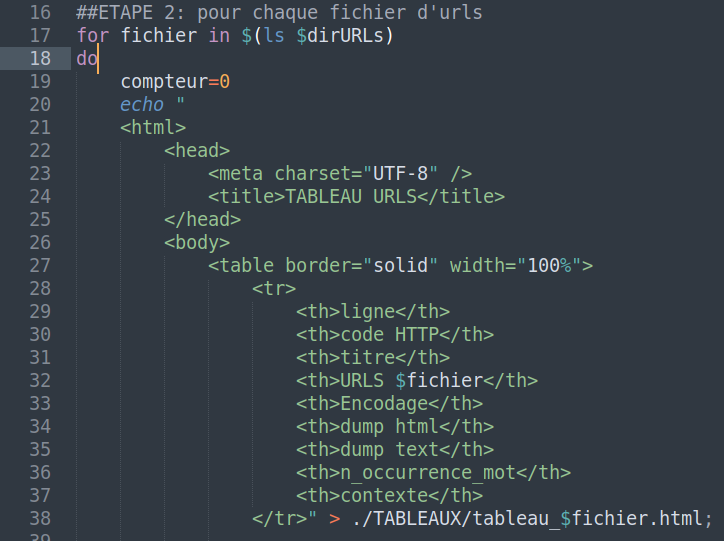 16 ##ETAPE 2: pour chaque fichier d'urls
17 for fichier in $(ls $dirURLs)
18 do
19     compteur=0
20     echo "
21     <html>
22         <head>
23             <meta charset="UTF-8" />
24             <title>TABLEAU URLS</title>
25         </head>
26         <body>
27             <table border="solid" width="100%">
28                 <tr>
29                     <th>ligne</th>
30                     <th>code HTTP</th>
31                     <th>titre</th>
32                     <th>URLS $fichier</th>
33                     <th>Encodage</th>
34                     <th>dump html</th>
35                     <th>dump text</th>
36                     <th>n_occurrence_mot</th>
37                     <th>contexte</th>
38                 </tr>" > ./TABLEAUX/tableau_$fichier.html;
39